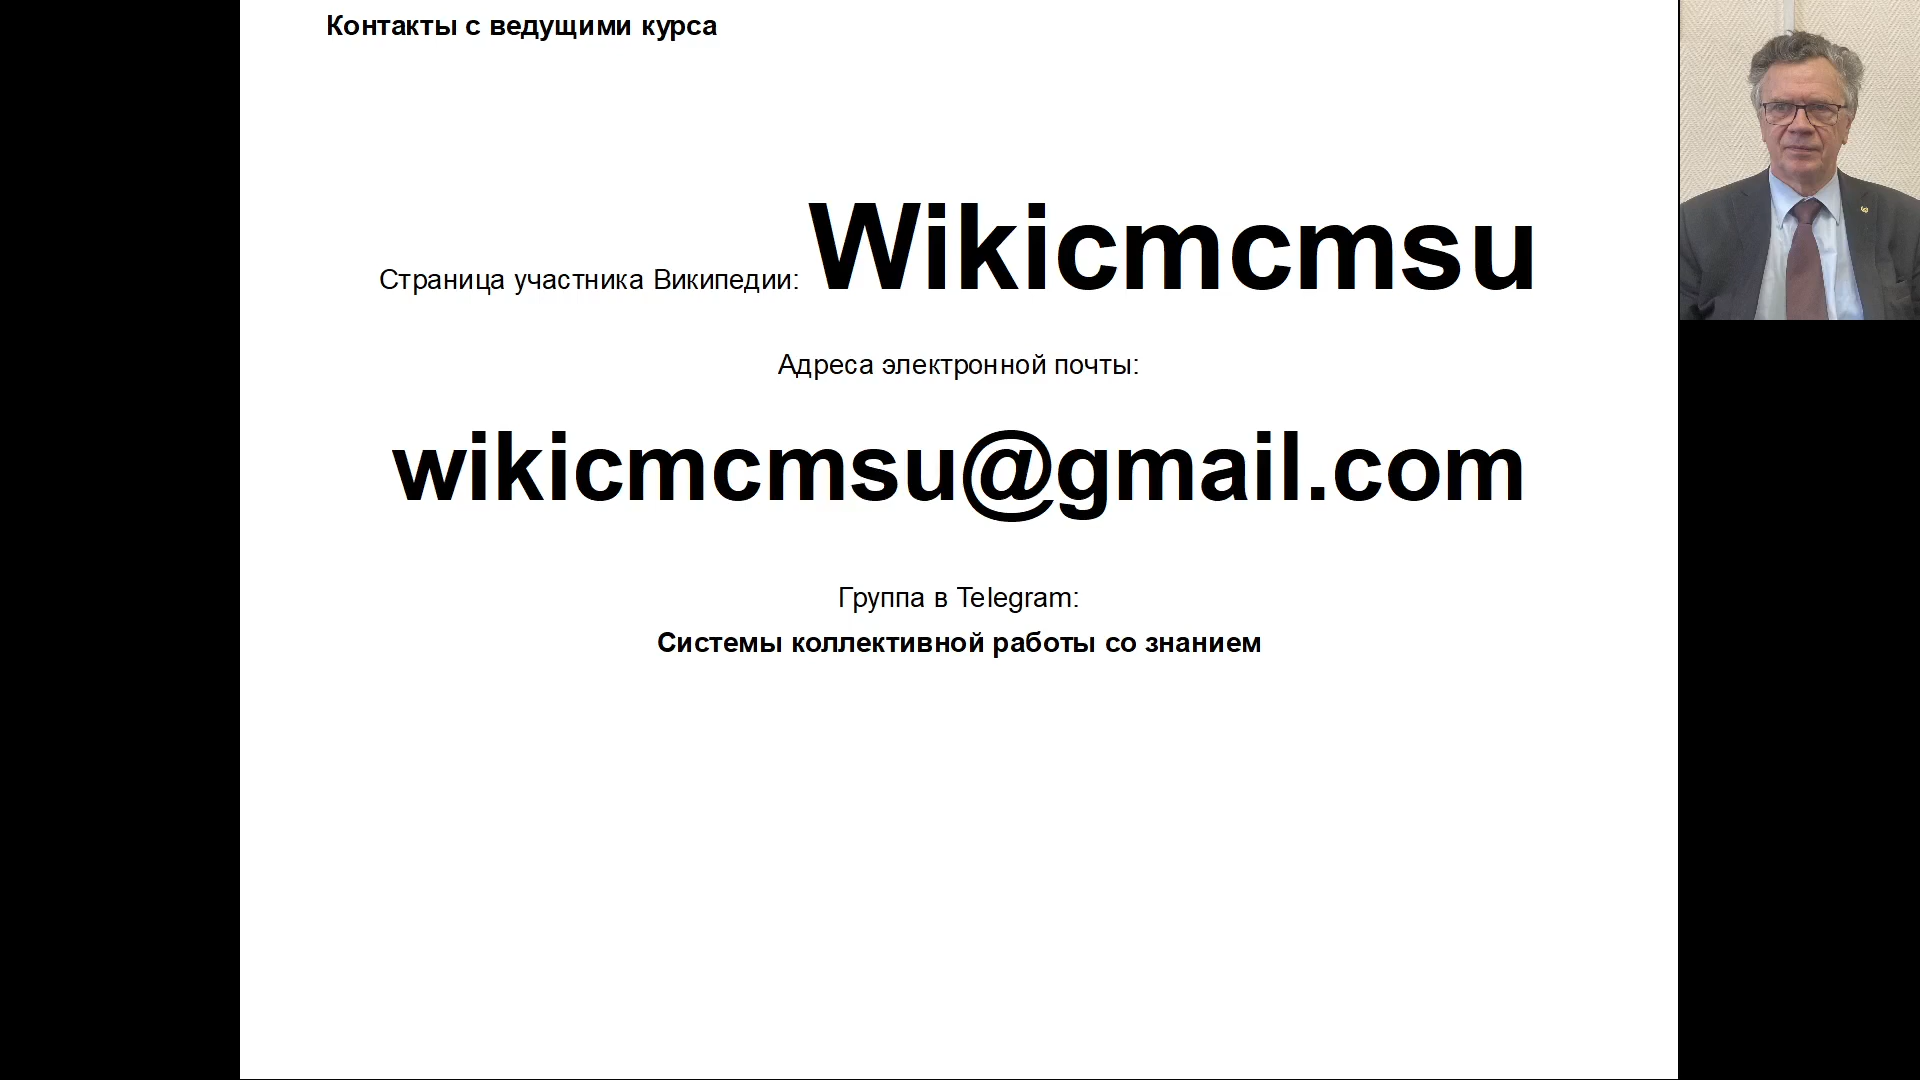 Контакты с ведущими курса
Страница участника Википедии: Wikicmcmsu
Адреса электронной почты:
wikicmcmsu@gmail.com
Группа в Telegram:
Системы коллективной работы со знанием